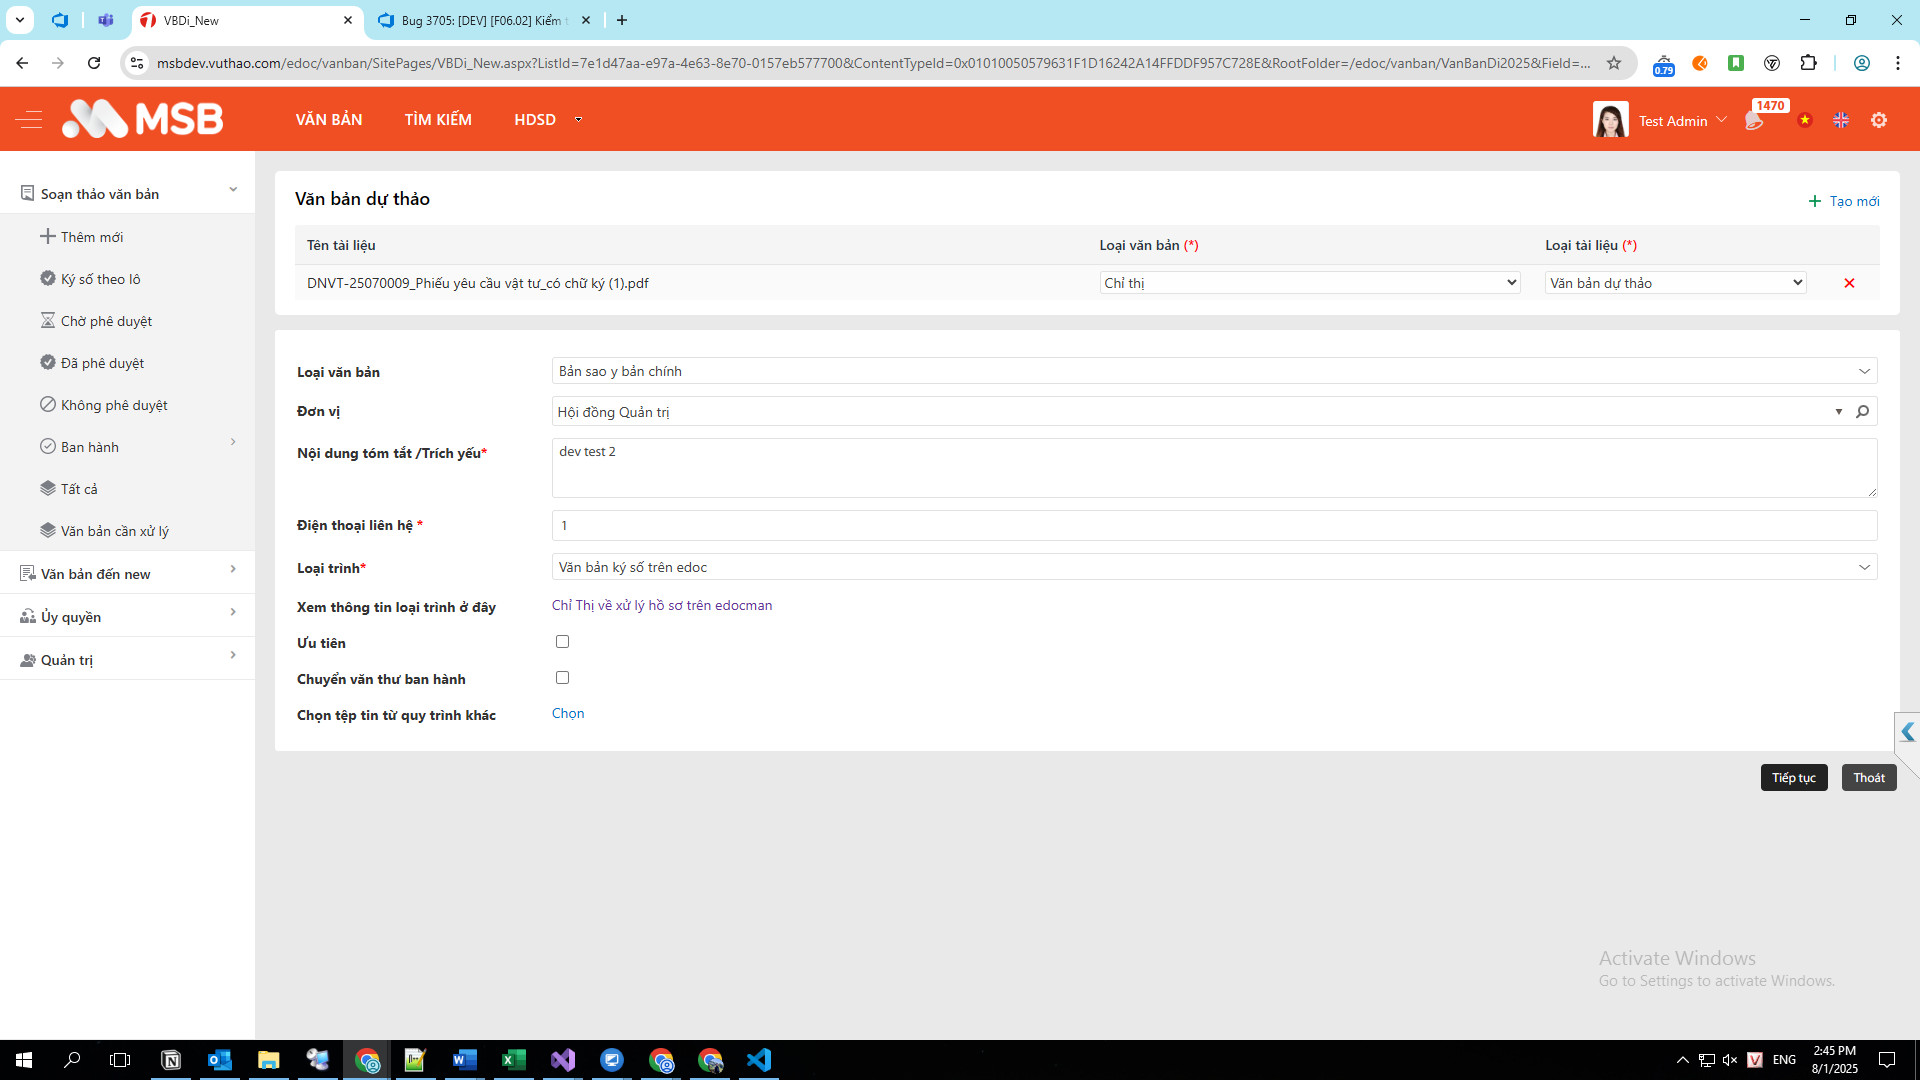 VBDi_New
Bug 3705: [DEV] [F06.02] Kiểm t
msbdev.vuthao.com/edoc/vanban/SitePages/VBDi_New.aspx?ListId=7e1d47aa-e97a-4e63-8e70-0157eb577700&ContentTypeId=0x01010050579631F1D16242A14FFDDF957C728E&RootFolder=/edoc/vanban/VanBanDi2025&Field=...
0.79
MSB
VĂN BẢN
TÌM KIẾM
HDSD
Test Admin
1470
Soạn thảo văn bản
Thêm mới
Ký số theo lô
Chờ phê duyệt
Đã phê duyệt
Không phê duyệt
Ban hành
Tất cả
Văn bản cần xử lý
Văn bản đến new
Ủy quyền
Quản trị
Văn bản dự thảo
Tạo mới
Tên tài liệu
Loại văn bản (*)
Loại tài liệu (*)
DNVT-25070009_Phiếu yêu cầu vật tư_có chữ ký (1).pdf
Chỉ thị
Văn bản dự thảo
Loại văn bản
Bản sao y bản chính
Đơn vị
Hội đồng Quản trị
Nội dung tóm tắt /Trích yếu*
dev test 2
Điện thoại liên hệ *
1
Loại trình*
Văn bản ký số trên edoc
Xem thông tin loại trình ở đây
Chỉ Thị về xử lý hồ sơ trên edocman
Ưu tiên
Chuyển văn thư ban hành
Chọn tệp tin từ quy trình khác
Chọn
Tiếp tục
Thoát
Activate Windows
Go to Settings to activate Windows.
ENG
2:45 PM
8/1/2025